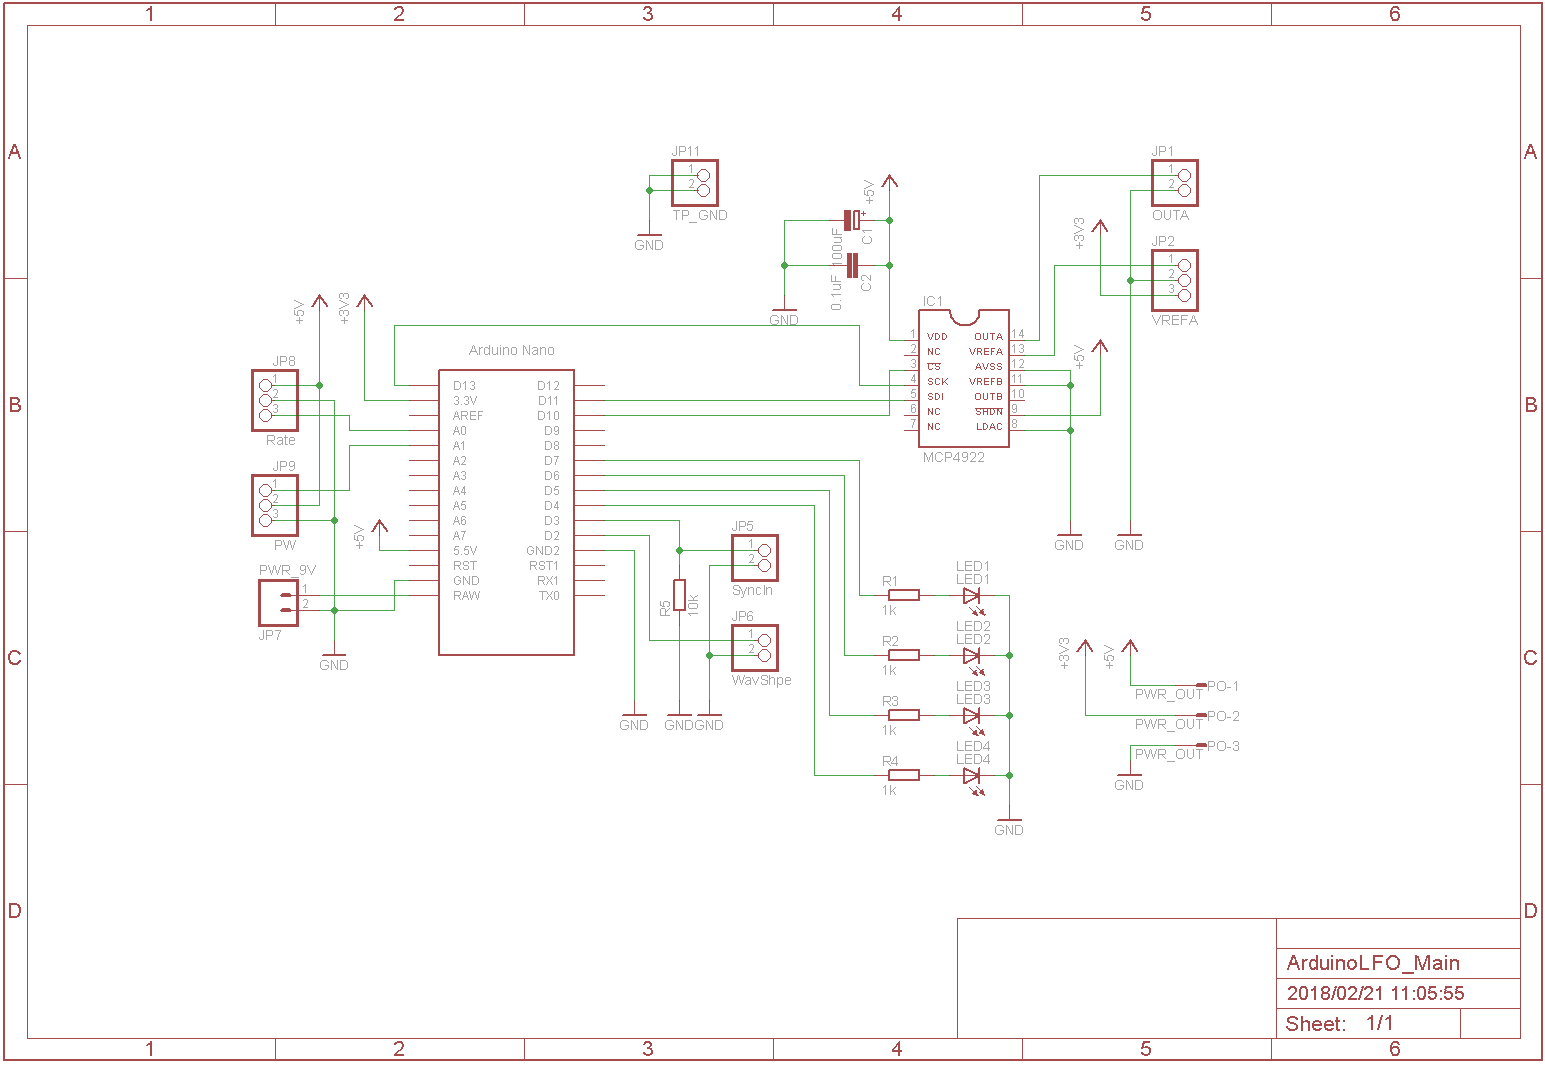 1 2 3 4 5 6
A A
B B
C C
D D
JP11
1
2
TP_GND
GND
+5V
+
C1
100uF
C2
0.1uF
GND
JP1
1
2
OUTA
+3V3
JP2
1
2
3
VREFA
IC1
1 VDD OUTA 14
2 NC VREFA 13
3 CS AVSS 12
4 SCK VREFB 11
5 SDI OUTB 10
6 NC SHDN 9
7 NC LDAC 8
MCP4922
+5V
GND
GND
+5V
+3V3
Arduino Nano
D13 D12
3.3V D11
AREF D10
A0 D9
A1 D8
A2 D7
A3 D6
A4 D5
A5 D4
A6 D3
A7 D2
5.5V GND2
RST RST1
GND RX1
RAW TX0
JP8
1
2
3
Rate
JP9
1
2
3
PW
+5V
PWR_9V
1
2
JP7
GND
JP5
1
2
SyncIn
R5
10k
JP6
1
2
WavShpe
GND
GND
GND
R1
1k
LED1
LED1
R2
1k
LED2
LED2
R3
1k
LED3
LED3
R4
1k
LED4
LED4
GND
+3V3
+5V
PWR_OUT PO-1
PWR_OUT PO-2
PWR_OUT PO-3
GND
ArduinoLFO_Main
2018/02/21 11:05:55
Sheet: 1/1
1 2 3 4 5 6